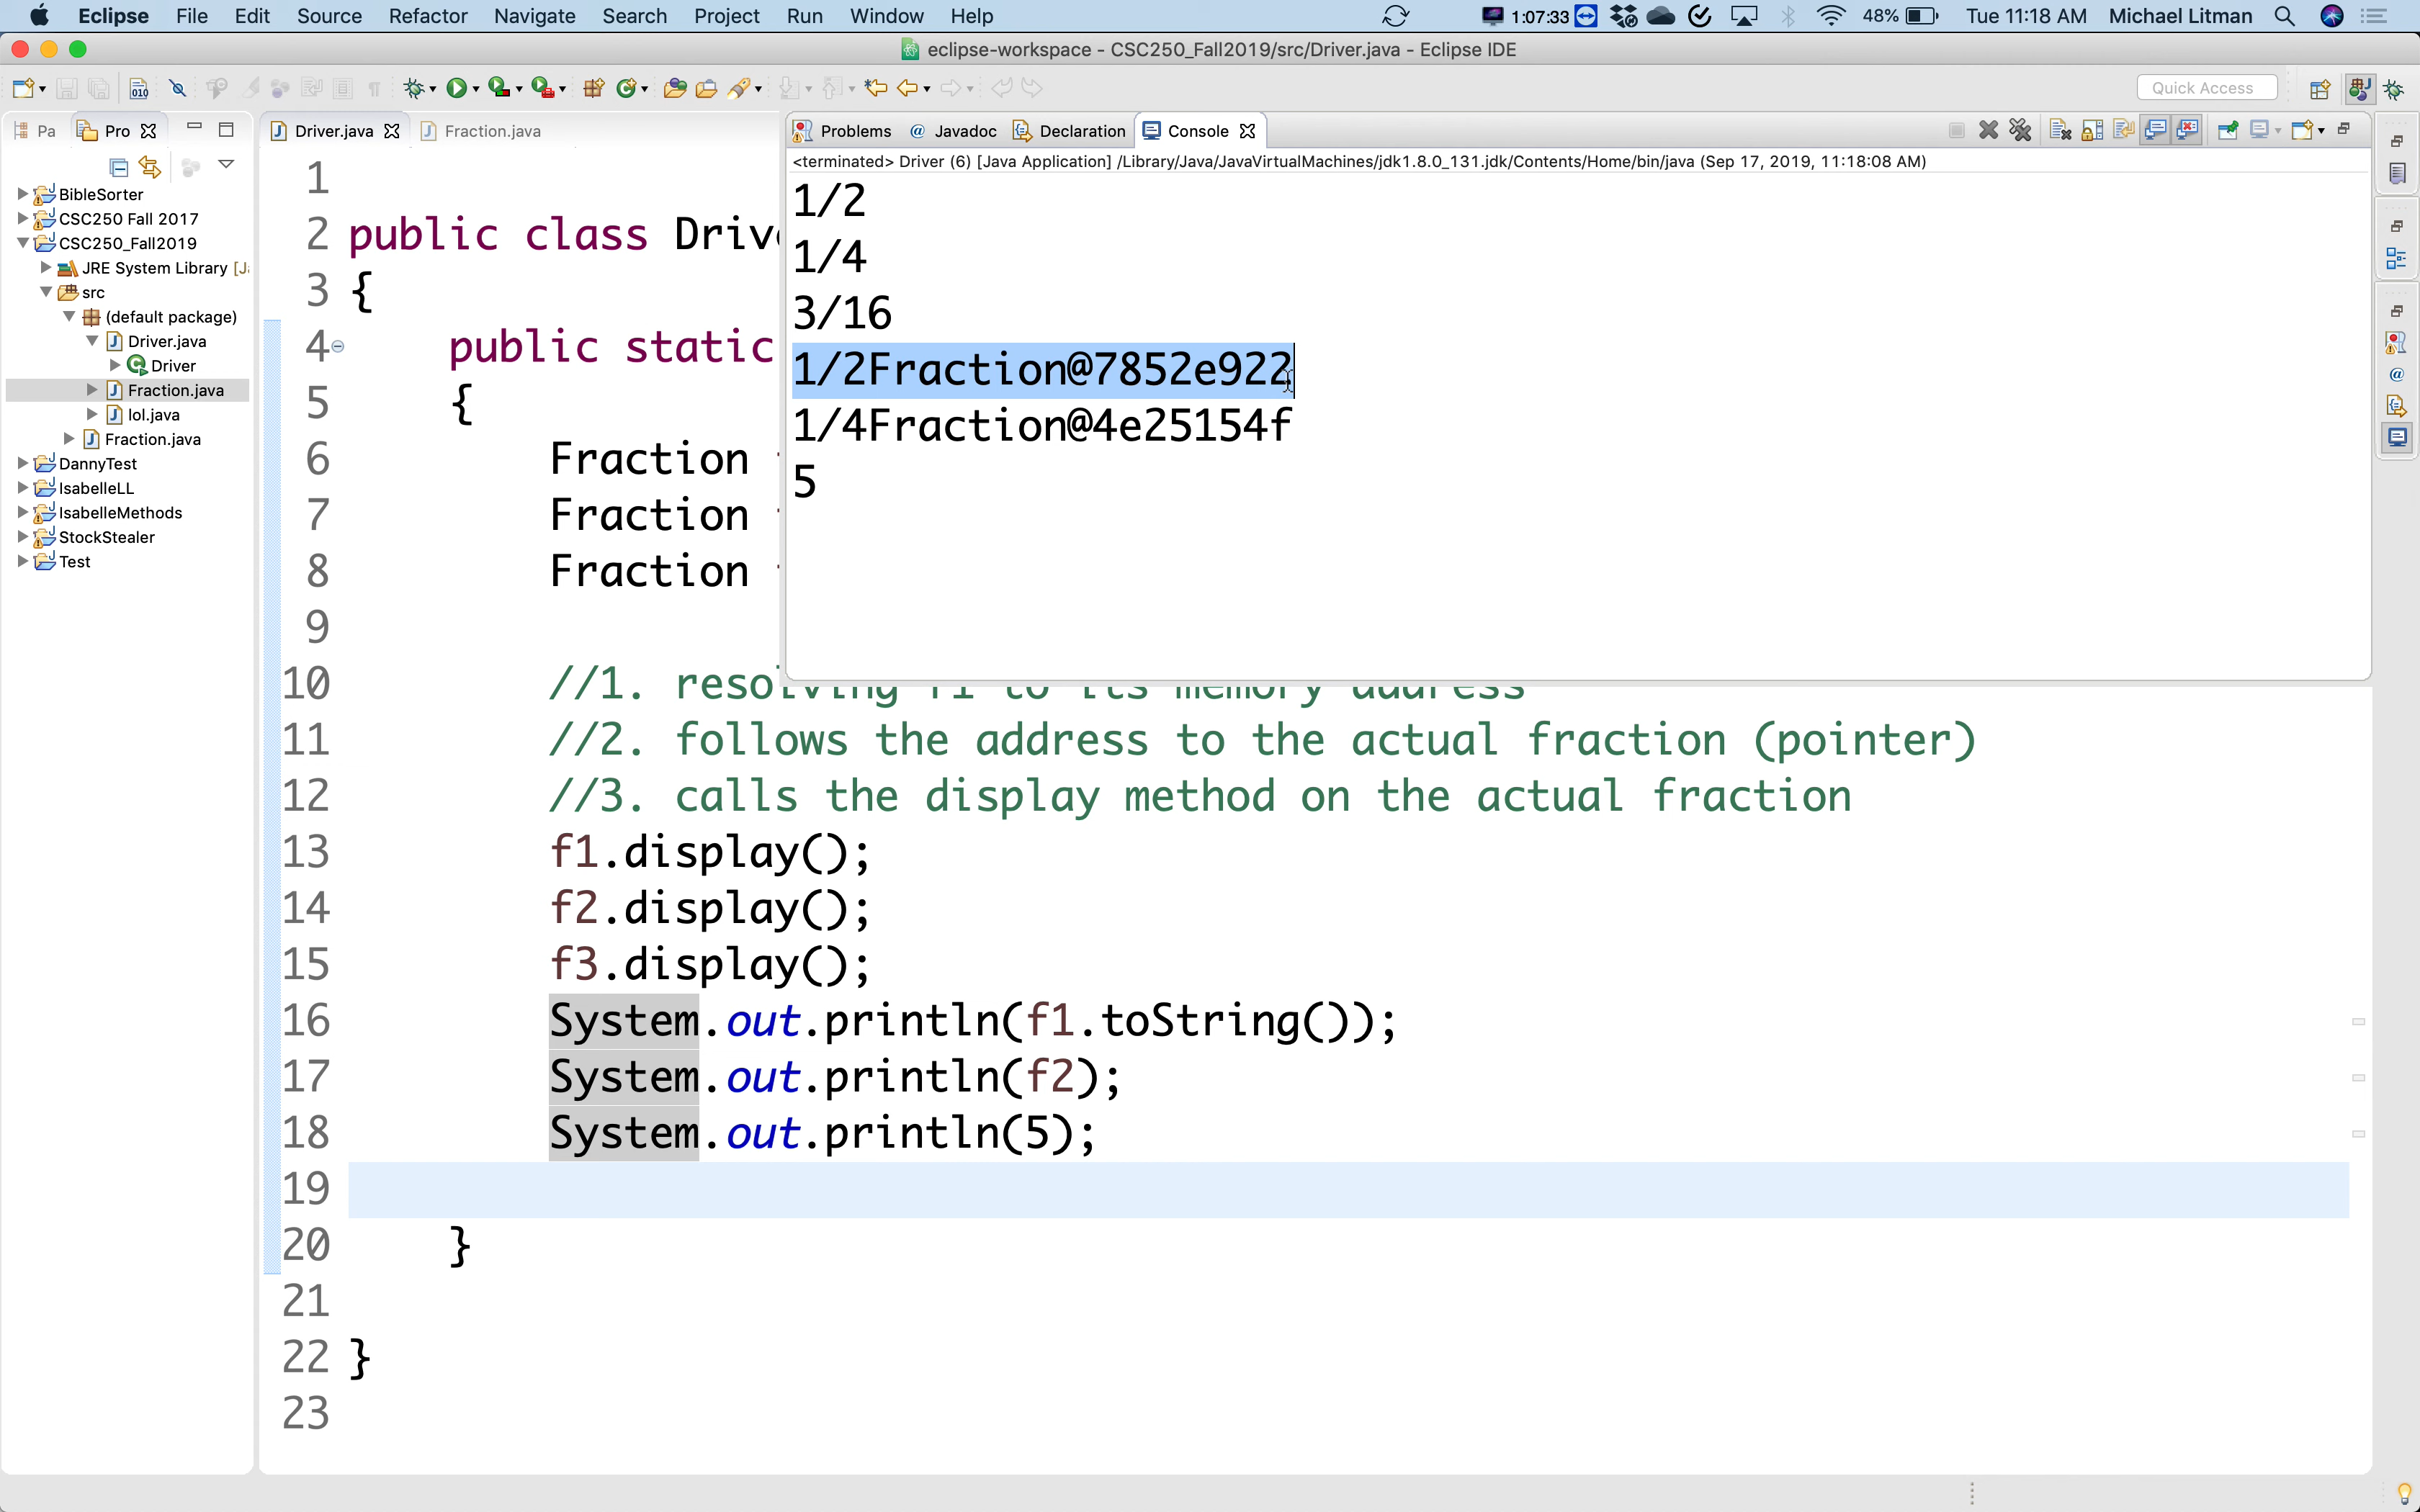 Eclipse File Edit Source Refactor Navigate Search Project Run Window Help 1:07:33 48% Tue 11:18 AM Michael Litman
eclipse-workspace - CSC250_Fall2019/src/Driver.java - Eclipse IDE
Quick Access
Pa Pro
BibleSorter
CSC250 Fall 2017
CSC250_Fall2019
JRE System Library
src
(default package)
Driver.java
Driver
Fraction.java
lol.java
Fraction.java
DannyTest
IsabelleLL
IsabelleMethods
StockStealer
Test
Driver.java Fraction.java
Problems Javadoc Declaration Console
<terminated> Driver (6) [Java Application] /Library/Java/JavaVirtualMachines/jdk1.8.0_131.jdk/Contents/Home/bin/java (Sep 17, 2019, 11:18:08 AM)
1/2
1/4
3/16
1/2Fraction@7852e922
1/4Fraction@4e25154f
5
1
2 public class Driv
3 {
4 public static
5 {
6 Fraction
7 Fraction
8 Fraction
9
10 //1. resolving f1 to its memory address
11 //2. follows the address to the actual fraction (pointer)
12 //3. calls the display method on the actual fraction
13 f1.display();
14 f2.display();
15 f3.display();
16 System.out.println(f1.toString());
17 System.out.println(f2);
18 System.out.println(5);
19
20 }
21
22 }
23